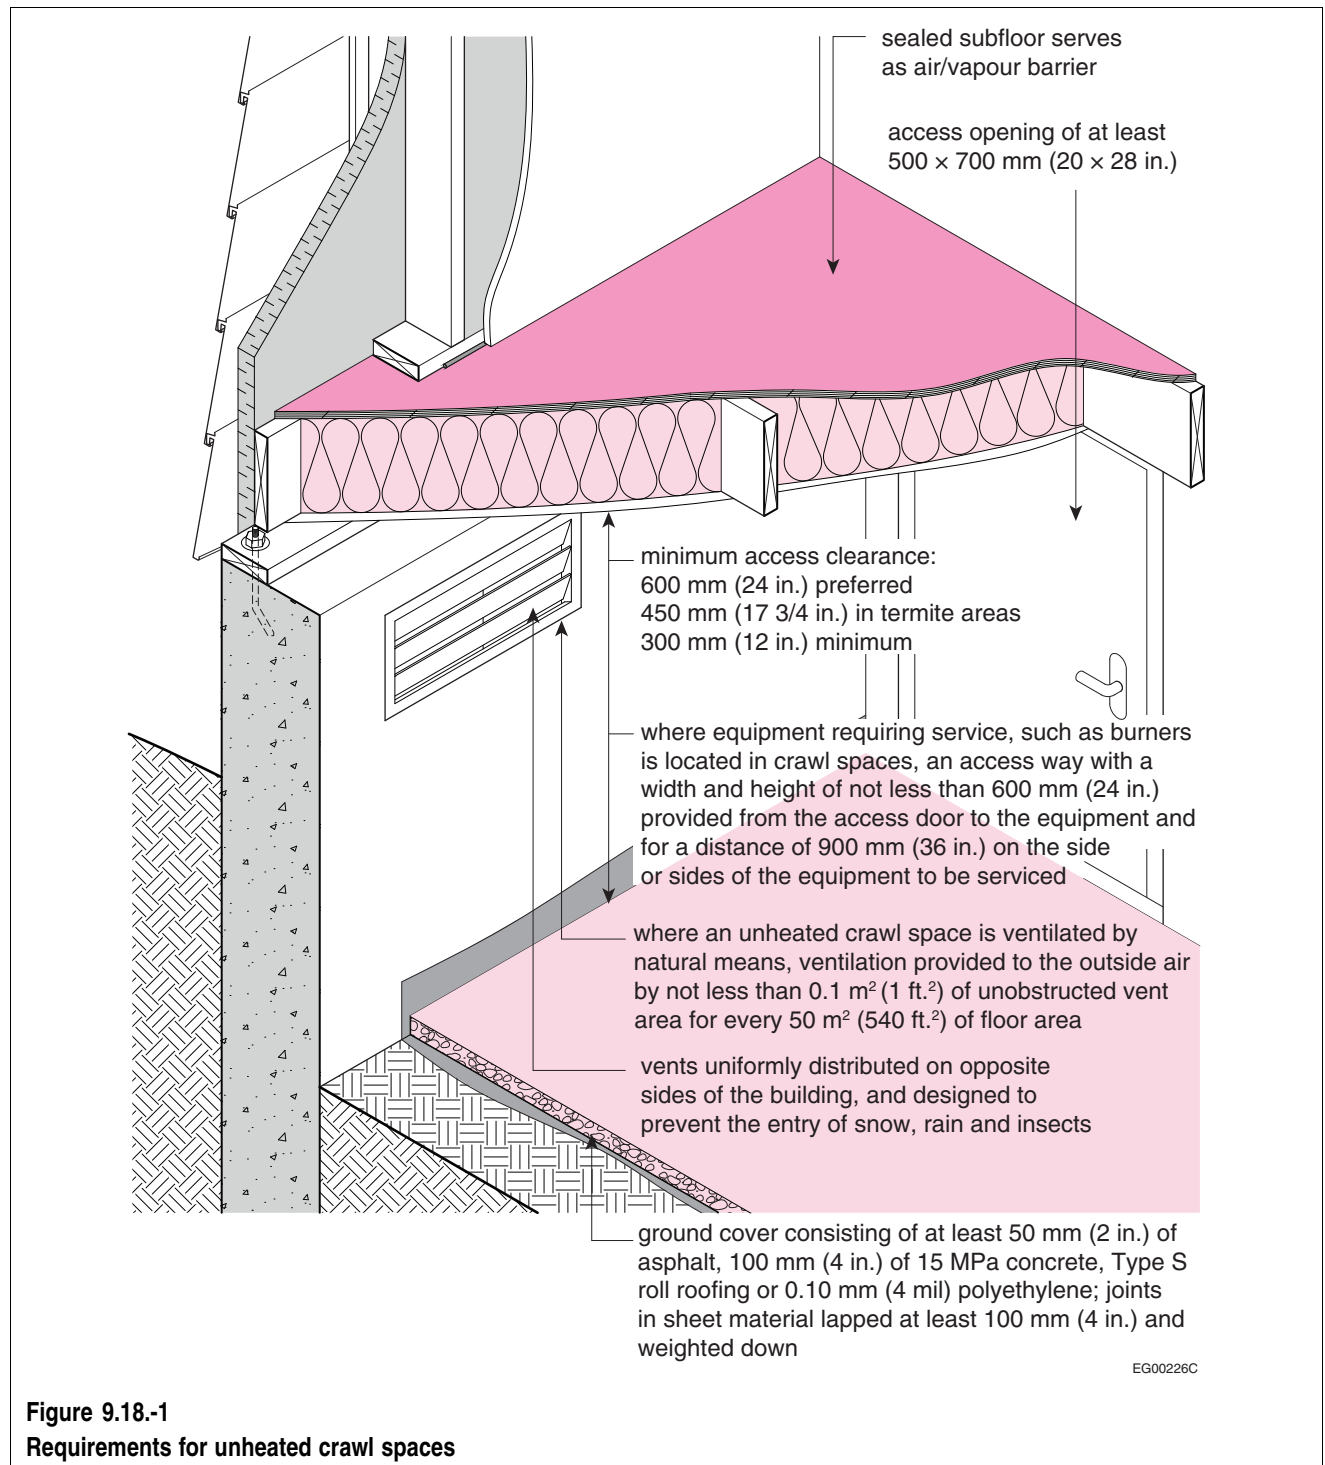 sealed subfloor serves
as air/vapour barrier
access opening of at least
500 × 700 mm (20 × 28 in.)
minimum access clearance:
600 mm (24 in.) preferred
450 mm (17 3/4 in.) in termite areas
300 mm (12 in.) minimum
where equipment requiring service, such as burners
is located in crawl spaces, an access way with a
width and height of not less than 600 mm (24 in.)
provided from the access door to the equipment and
for a distance of 900 mm (36 in.) on the side
or sides of the equipment to be serviced
where an unheated crawl space is ventilated by
natural means, ventilation provided to the outside air
by not less than 0.1 m² (1 ft.²) of unobstructed vent
area for every 50 m² (540 ft.²) of floor area
vents uniformly distributed on opposite
sides of the building, and designed to
prevent the entry of snow, rain and insects
ground cover consisting of at least 50 mm (2 in.) of
asphalt, 100 mm (4 in.) of 15 MPa concrete, Type S
roll roofing or 0.10 mm (4 mil) polyethylene; joints
in sheet material lapped at least 100 mm (4 in.) and
weighted down
EG00226C
Figure 9.18.-1
Requirements for unheated crawl spaces